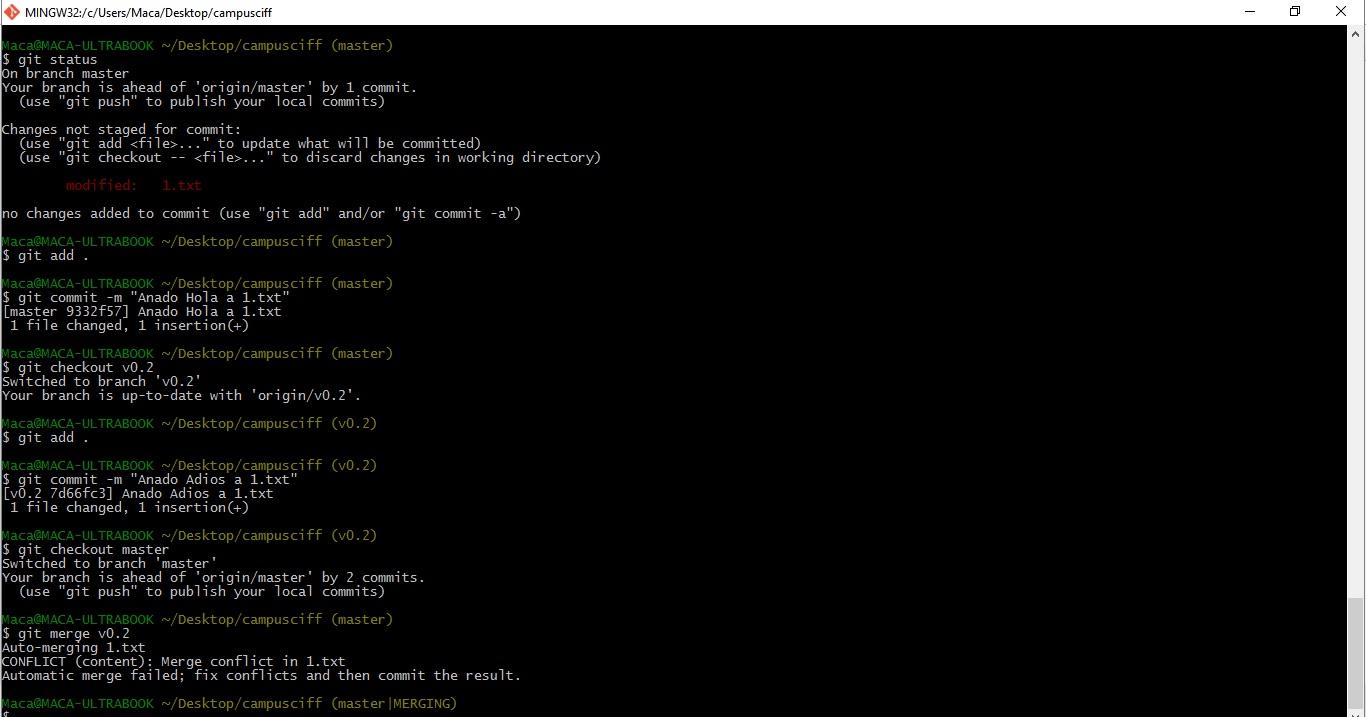 MINGW32:/c/Users/Maca/Desktop/campusciff
Maca@MACA-ULTRABOOK ~/Desktop/campusciff (master)
$ git status
On branch master
Your branch is ahead of 'origin/master' by 1 commit.
  (use "git push" to publish your local commits)
Changes not staged for commit:
  (use "git add <file>..." to update what will be committed)
  (use "git checkout -- <file>..." to discard changes in working directory)
        modified:   1.txt
no changes added to commit (use "git add" and/or "git commit -a")
Maca@MACA-ULTRABOOK ~/Desktop/campusciff (master)
$ git add .
Maca@MACA-ULTRABOOK ~/Desktop/campusciff (master)
$ git commit -m "Anado Hola a 1.txt"
[master 9332f57] Anado Hola a 1.txt
 1 file changed, 1 insertion(+)
Maca@MACA-ULTRABOOK ~/Desktop/campusciff (master)
$ git checkout v0.2
Switched to branch 'v0.2'
Your branch is up-to-date with 'origin/v0.2'.
Maca@MACA-ULTRABOOK ~/Desktop/campusciff (v0.2)
$ git add .
Maca@MACA-ULTRABOOK ~/Desktop/campusciff (v0.2)
$ git commit -m "Anado Adios a 1.txt"
[v0.2 7d66fc3] Anado Adios a 1.txt
 1 file changed, 1 insertion(+)
Maca@MACA-ULTRABOOK ~/Desktop/campusciff (v0.2)
$ git checkout master
Switched to branch 'master'
Your branch is ahead of 'origin/master' by 2 commits.
  (use "git push" to publish your local commits)
Maca@MACA-ULTRABOOK ~/Desktop/campusciff (master)
$ git merge v0.2
Auto-merging 1.txt
CONFLICT (content): Merge conflict in 1.txt
Automatic merge failed; fix conflicts and then commit the result.
Maca@MACA-ULTRABOOK ~/Desktop/campusciff (master|MERGING)
$